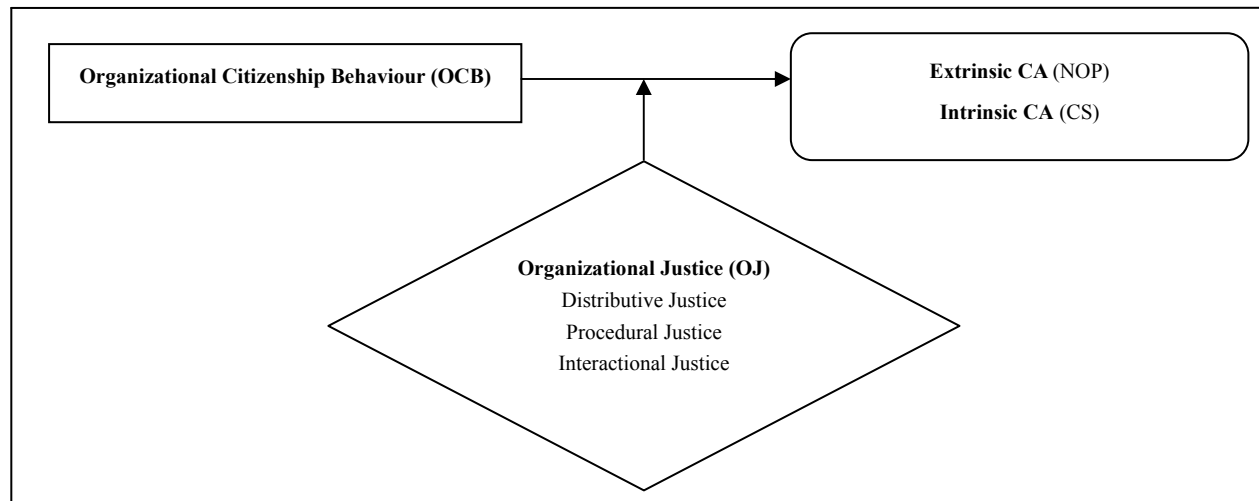 Organizational Citizenship Behaviour (OCB)
Extrinsic CA (NOP)
Intrinsic CA (CS)
Organizational Justice (OJ)
Distributive Justice
Procedural Justice
Interactional Justice